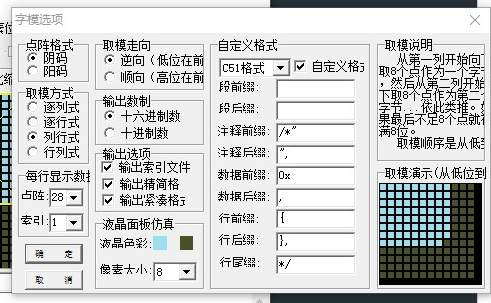 字模选项
点阵格式
阴码
阳码
取模方式
逐列式
逐行式
列行式
行列式
每行显示数据
点阵: 28
索引: 1
确 定
取 消
取模走向
逆向(低位在前
顺向(高位在前
输出数制
十六进制数
十进制数
输出选项
输出索引文件
输出精简格
输出紧凑格式
液晶面板仿真
液晶色彩:
像素大小: 8
自定义格式
C51格式
自定义格式
段前缀:
段后缀:
注释前缀: /*"
注释后缀: ",
数据前缀: 0x
数据后缀: ,
行前缀: {
行后缀: },
行尾缀: */
取模说明
从第一列开始向下
取8个点作为一个字节
,然后从第二列开始
下取8个点作为第二个
字节...依此类推。如
果最后不足8个点就补
满8位。
取模顺序是从低到
取模演示(从低位到